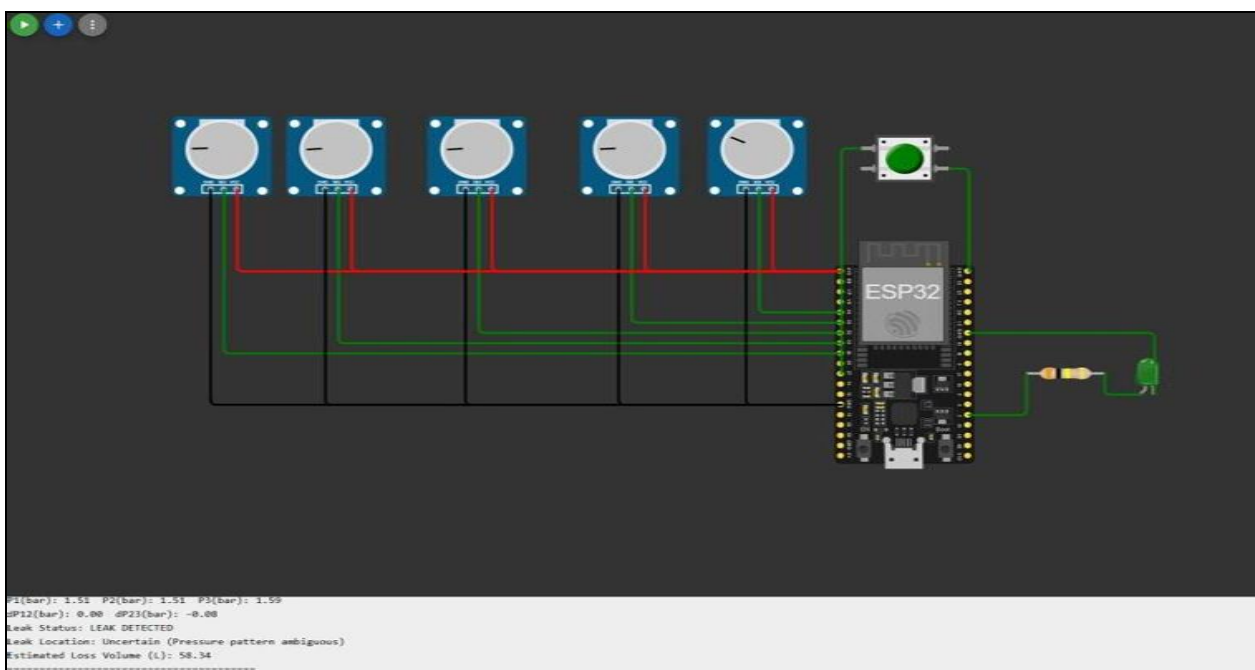 ESP32
P1(bar): 1.51 P2(bar): 1.51 P3(bar): 1.59
dP12(bar): 0.00 dP23(bar): -0.08
Leak Status: LEAK DETECTED
Leak Location: Uncertain (Pressure pattern ambiguous)
Estimated Loss Volume (L): 58.34